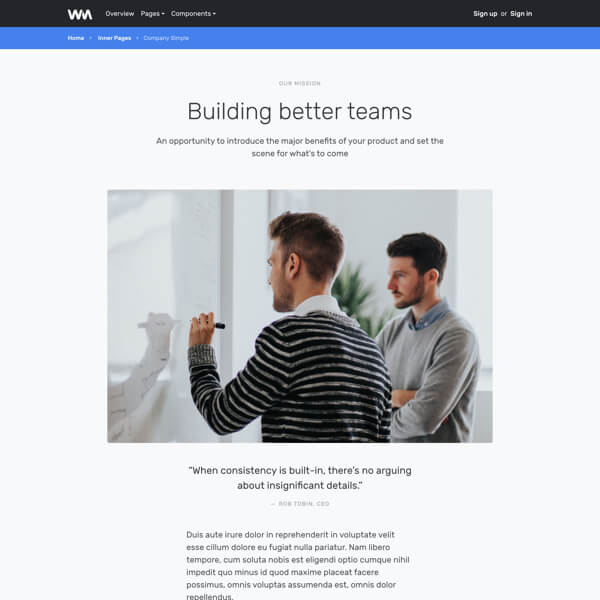 WM Overview Pages Components Sign up or Sign in
Home › Inner Pages › Company Simple
OUR MISSION
Building better teams
An opportunity to introduce the major benefits of your product and set the
scene for what's to come
“When consistency is built-in, there’s no arguing
about insignificant details.”
— ROB TOBIN, CEO
Duis aute irure dolor in reprehenderit in voluptate velit
esse cillum dolore eu fugiat nulla pariatur. Nam libero
tempore, cum soluta nobis est eligendi optio cumque nihil
impedit quo minus id quod maxime placeat facere
possimus, omnis voluptas assumenda est, omnis dolor
repellendus.